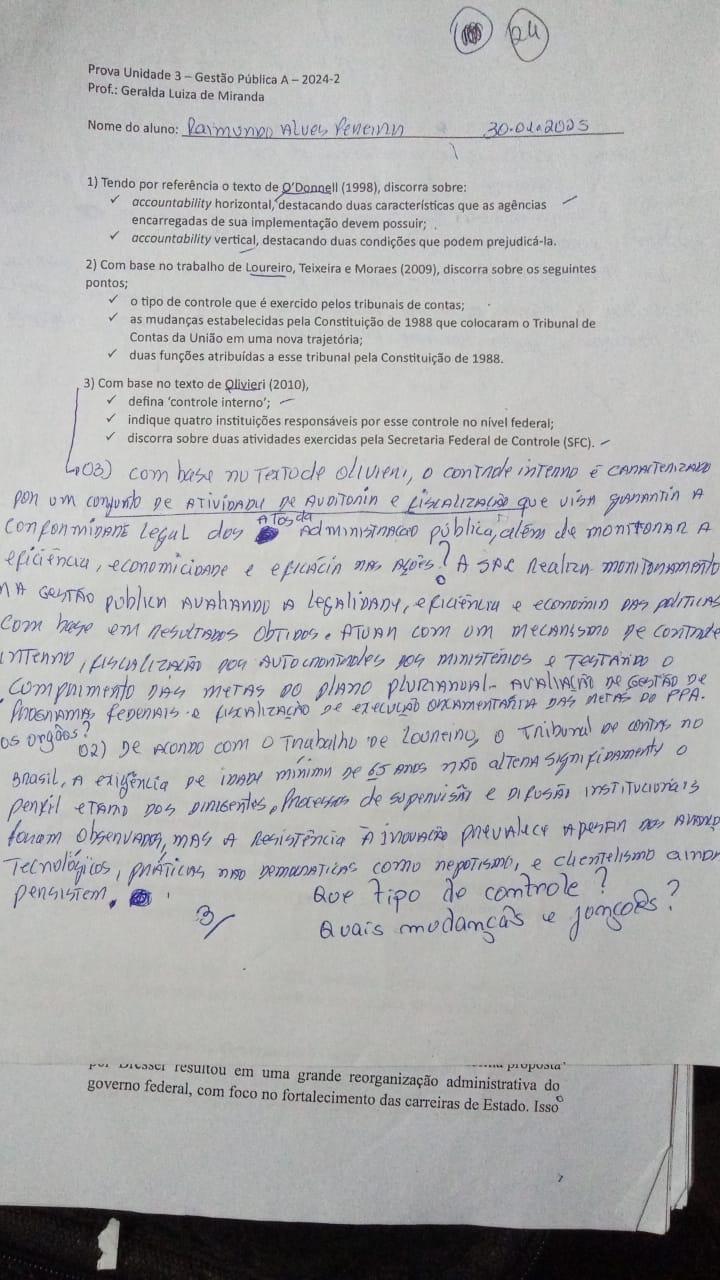 24
Prova Unidade 3 – Gestão Pública A – 2024-2
Prof.: Geralda Luiza de Miranda
Nome do aluno: Raimundo Alves Pereira 30.01.2025
1) Tendo por referência o texto de O'Donnell (1998), discorra sobre:
✓ accountability horizontal, destacando duas características que as agências
encarregadas de sua implementação devem possuir;
✓ accountability vertical, destacando duas condições que podem prejudicá-la.
2) Com base no trabalho de Loureiro, Teixeira e Moraes (2009), discorra sobre os seguintes
pontos;
✓ o tipo de controle que é exercido pelos tribunais de contas;
✓ as mudanças estabelecidas pela Constituição de 1988 que colocaram o Tribunal de
Contas da União em uma nova trajetória;
✓ duas funções atribuídas a esse tribunal pela Constituição de 1988.
3) Com base no texto de Olivieri (2010),
✓ defina 'controle interno';
✓ indique quatro instituições responsáveis por esse controle no nível federal;
✓ discorra sobre duas atividades exercidas pela Secretaria Federal de Controle (SFC).
03) com base no texto de Olivieri, o controle interno é caracterizado
por um conjunto de atividade de auditoria e fiscalização que visa garantir a
conformidade legal dos atos da administração pública, além de monitorar a
eficiência, economicidade e eficácia nas ações. ? A realiza monitoramento
na gestão pública avaliando a legalidade, eficiência e economia das políticas
com base em resultados obtidos. Atuar com um mecanismo de controle
interno, fiscalização dos autocontroles dos ministérios e testando o
comprimento das metas do plano plurianual - avaliação de gestão de
programas federais e fiscalização de execução orçamentária das metas do PPA.
os orgãos?
02) De acordo com o trabalho de Loureiro, o Tribunal de contas no
Brasil, a exigência de idade mínima de 65 anos não altera significamente o
perfil etário dos dirigentes. Processos de supervisão e difusão institucionais
foram observados, mas a resistência à inovação prevalece apesar dos
tecnológicos, práticas não democráticas como nepotismo, e clientelismo
persistem.
3/
Que tipo de controle?
Quais mudanças e
resultou em uma grande reorganização administrativa do
governo federal, com foco no fortalecimento das carreiras de Estado. Isso